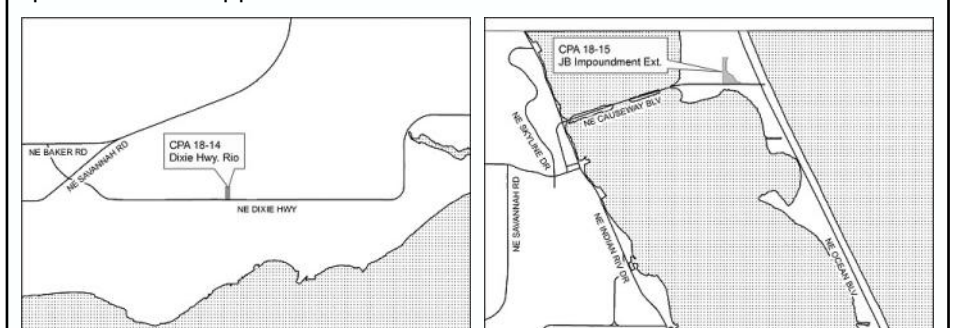 CPA 18-14
Dixie Hwy. Rio
NE BAKER RD
NE SAVANNAH RD
NE DIXIE HWY
CPA 18-15
JB Impoundment Ext.
NE CAUSEWAY BLV
NE SKYLINE DR
NE SAVANNAH RD
NE INDIAN RIV DR
NE OCEAN BLV